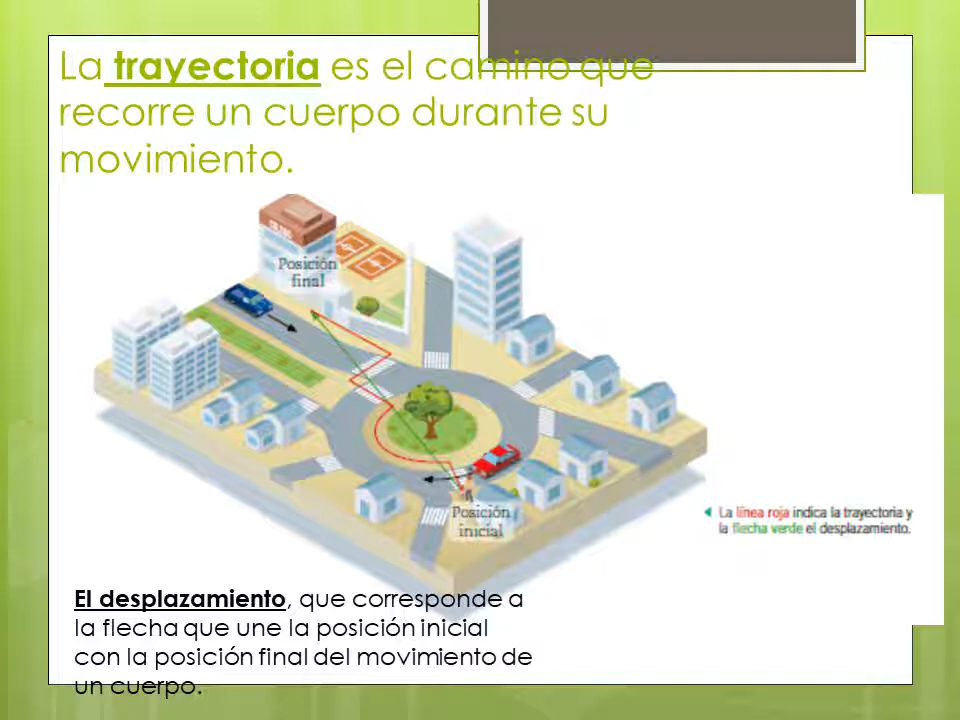 La trayectoria es el camino que
recorre un cuerpo durante su
movimiento.
Posición
final
Posición
inicial
La línea roja indica la trayectoria y
la flecha verde el desplazamiento.
El desplazamiento, que corresponde a
la flecha que une la posición inicial
con la posición final del movimiento de
un cuerpo.